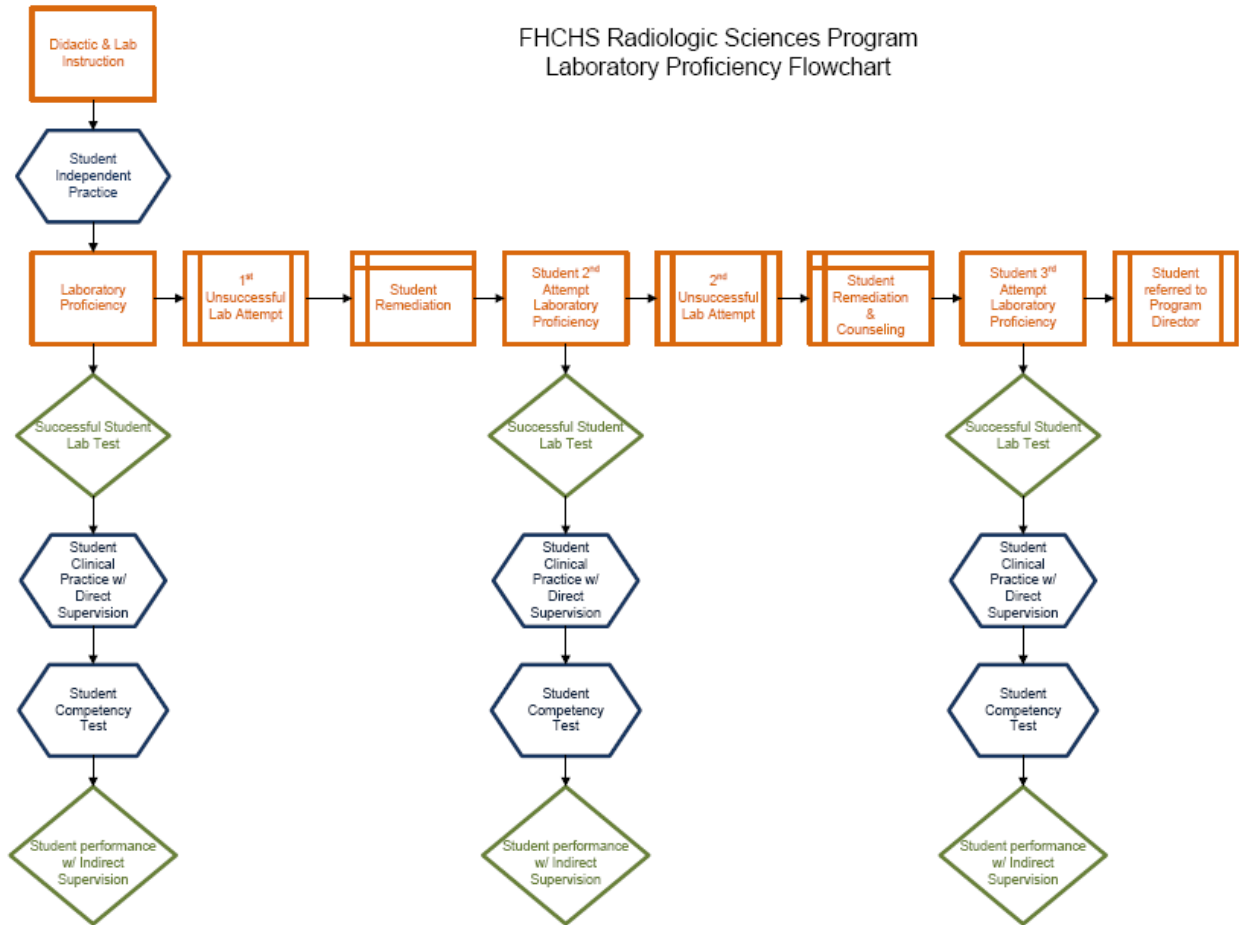 FHCHS Radiologic Sciences Program
Laboratory Proficiency Flowchart
Didactic & Lab
Instruction
Student
Independent
Practice
Laboratory
Proficiency
1st
Unsuccessful
Lab Attempt
Student
Remediation
Student 2nd
Attempt
Laboratory
Proficiency
2nd
Unsuccessful
Lab Attempt
Student
Remediation
&
Counseling
Student 3rd
Attempt
Laboratory
Proficiency
Student
referred to
Program
Director
Successful Student
Lab Test
Successful Student
Lab Test
Successful Student
Lab Test
Student
Clinical
Practice w/
Direct
Supervision
Student
Clinical
Practice w/
Direct
Supervision
Student
Clinical
Practice w/
Direct
Supervision
Student
Competency
Test
Student
Competency
Test
Student
Competency
Test
Student performance
w/ Indirect
Supervision
Student performance
w/ Indirect
Supervision
Student performance
w/ Indirect
Supervision